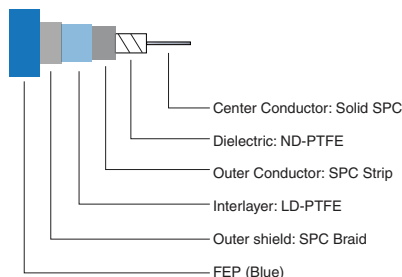 Center Conductor: Solid SPC
Dielectric: ND-PTFE
Outer Conductor: SPC Strip
Interlayer: LD-PTFE
Outer shield: SPC Braid
FEP (Blue)